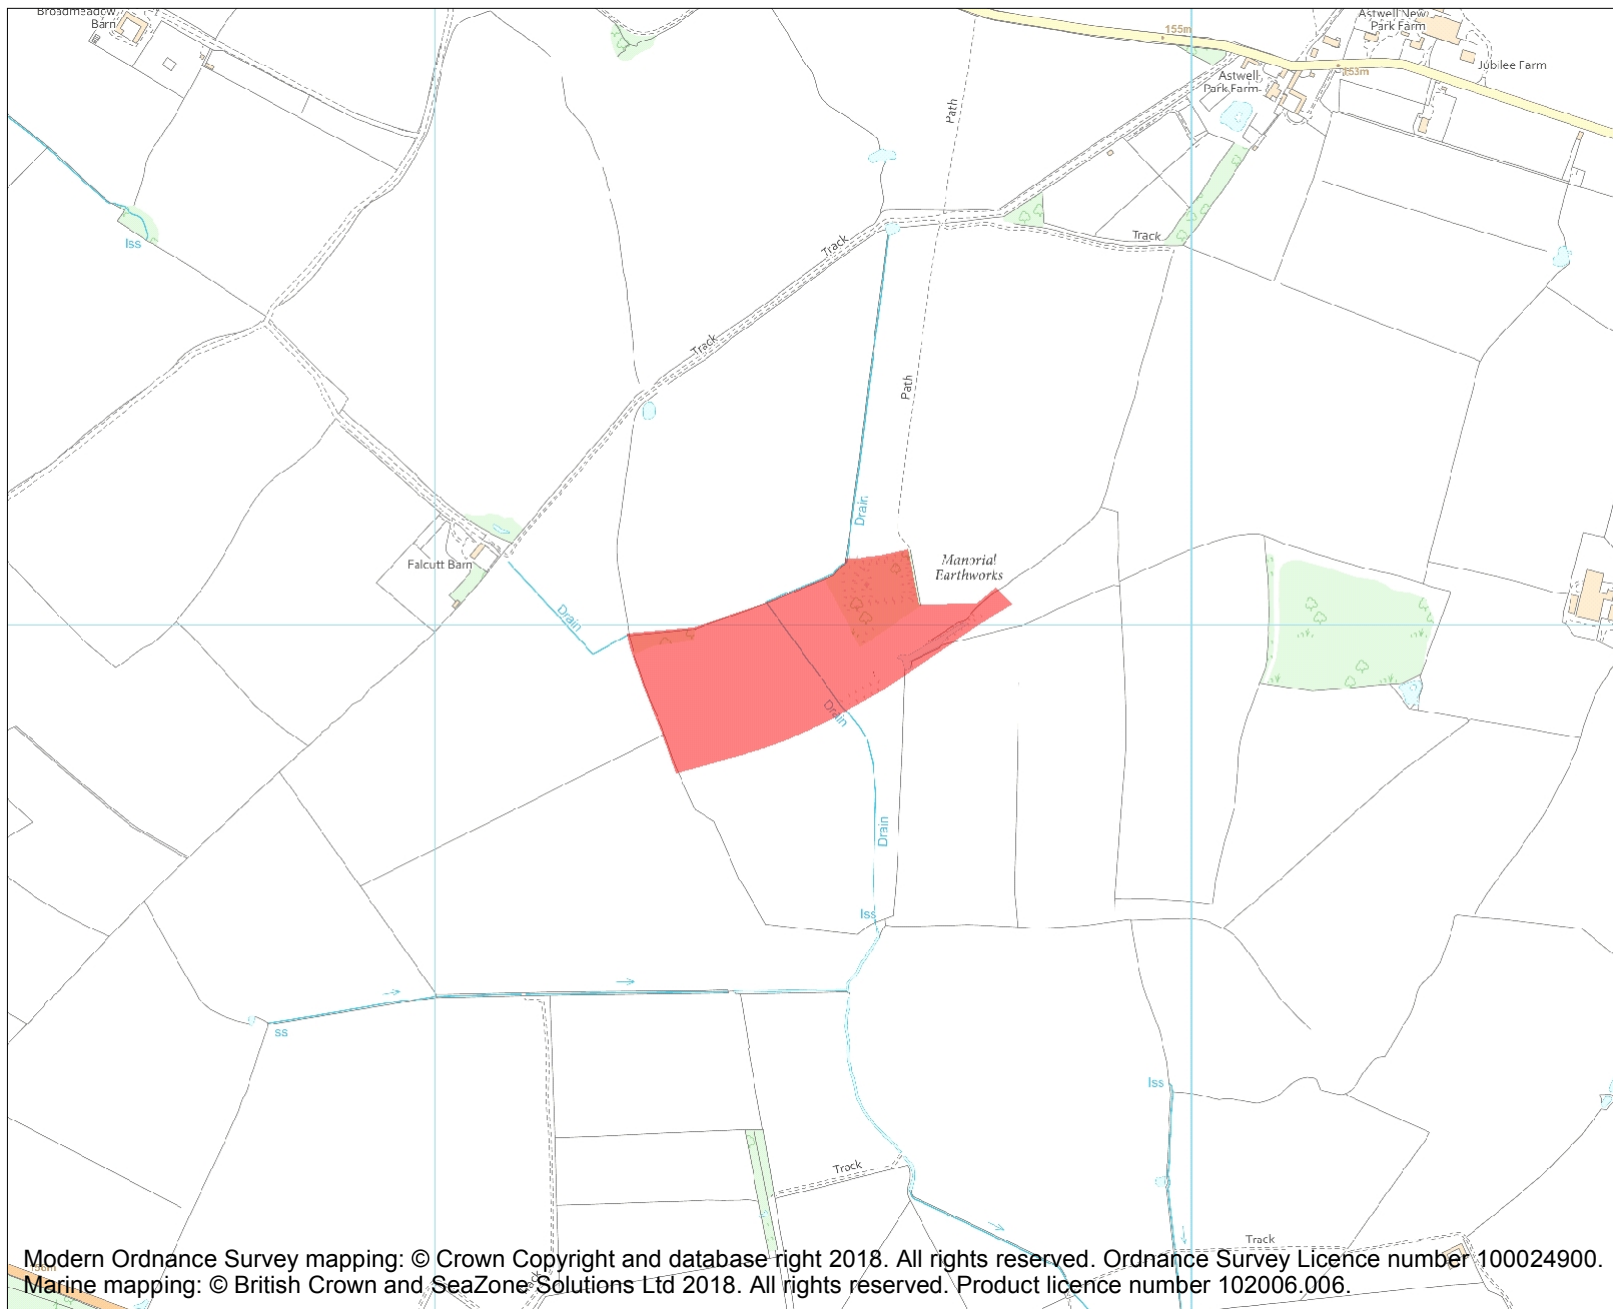 Broadmeadow
Barn
155m
Astwell New
Park Farm
Jubilee Farm
153m
Astwell
Park Farm
Path
Iss
Track
Track
Track
Path
Drain
Manorial
Earthworks
Falcutt Barn
Drain
Drain
Drain
Iss
ss
Iss
Track
Track
Track
Modern Ordnance Survey mapping: © Crown Copyright and database right 2018. All rights reserved. Ordnance Survey Licence number 100024900.
Marine mapping: © British Crown and SeaZone Solutions Ltd 2018. All rights reserved. Product licence number 102006.006.